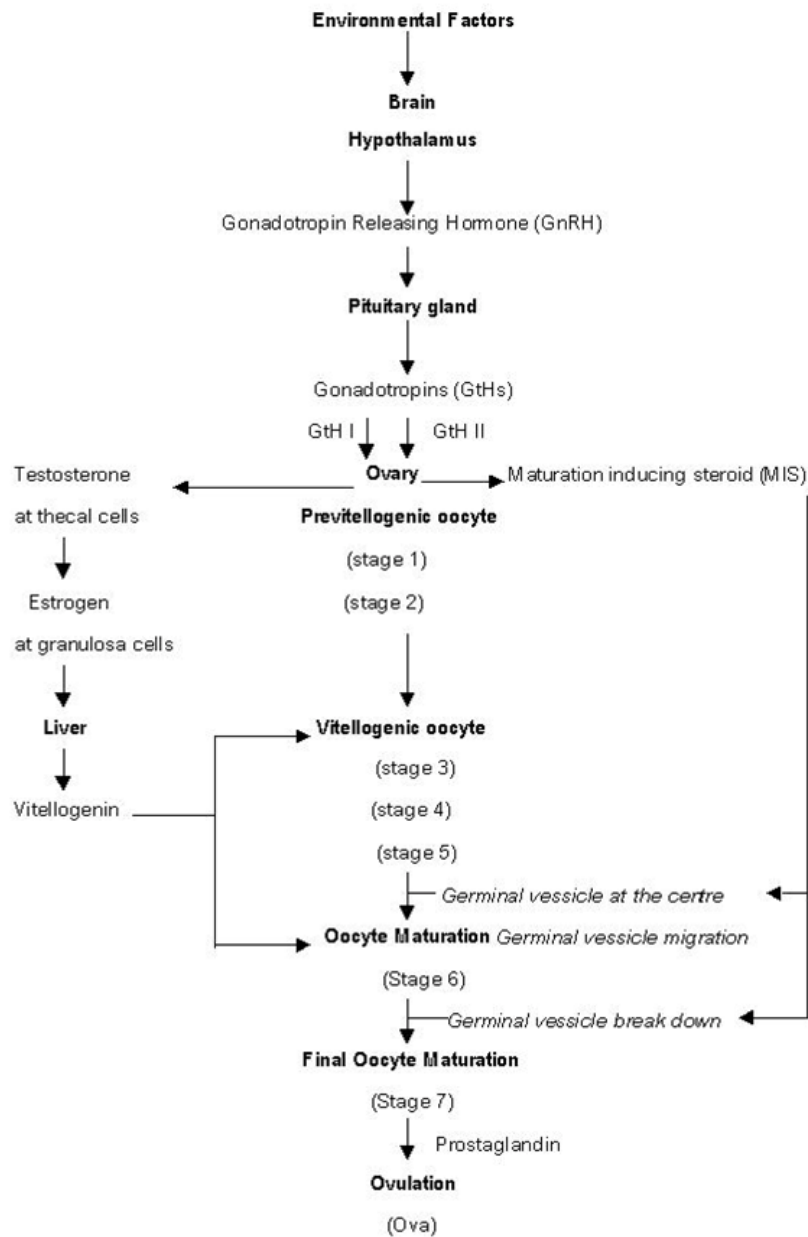 Environmental Factors
Brain
Hypothalamus
Gonadotropin Releasing Hormone (GnRH)
Pituitary gland
Gonadotropins (GtHs)
GtH I GtH II
Testosterone Ovary Maturation inducing steroid (MIS)
at thecal cells Previtellogenic oocyte
(stage 1)
Estrogen (stage 2)
at granulosa cells
Liver Vitellogenic oocyte
(stage 3)
Vitellogenin (stage 4)
(stage 5)
Germinal vessicle at the centre
Oocyte Maturation Germinal vessicle migration
(Stage 6)
Germinal vessicle break down
Final Oocyte Maturation
(Stage 7)
Prostaglandin
Ovulation
(Ova)